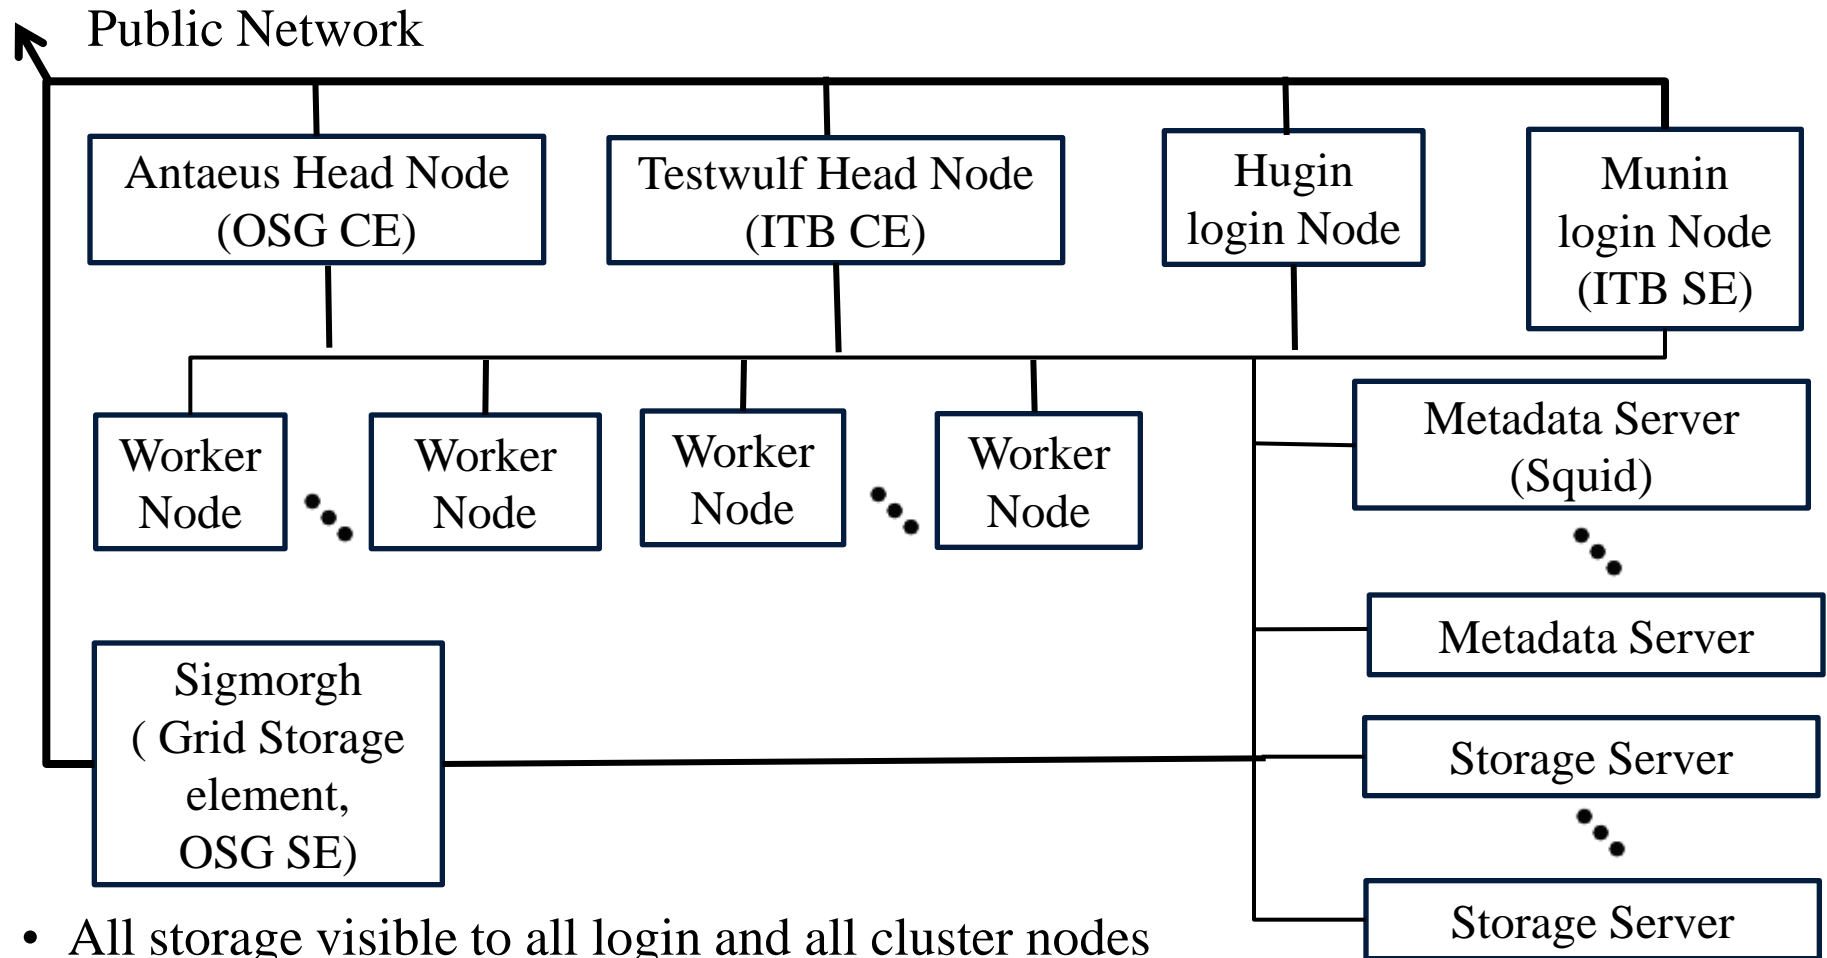 Public Network
Antaeus Head Node
(OSG CE)
Testwulf Head Node
(ITB CE)
Hugin
login Node
Munin
login Node
(ITB SE)
Worker
Node
Worker
Node
Worker
Node
Worker
Node
Metadata Server
(Squid)
Metadata Server
Sigmorgh
( Grid Storage
element,
OSG SE)
Storage Server
Storage Server
• All storage visible to all login and all cluster nodes